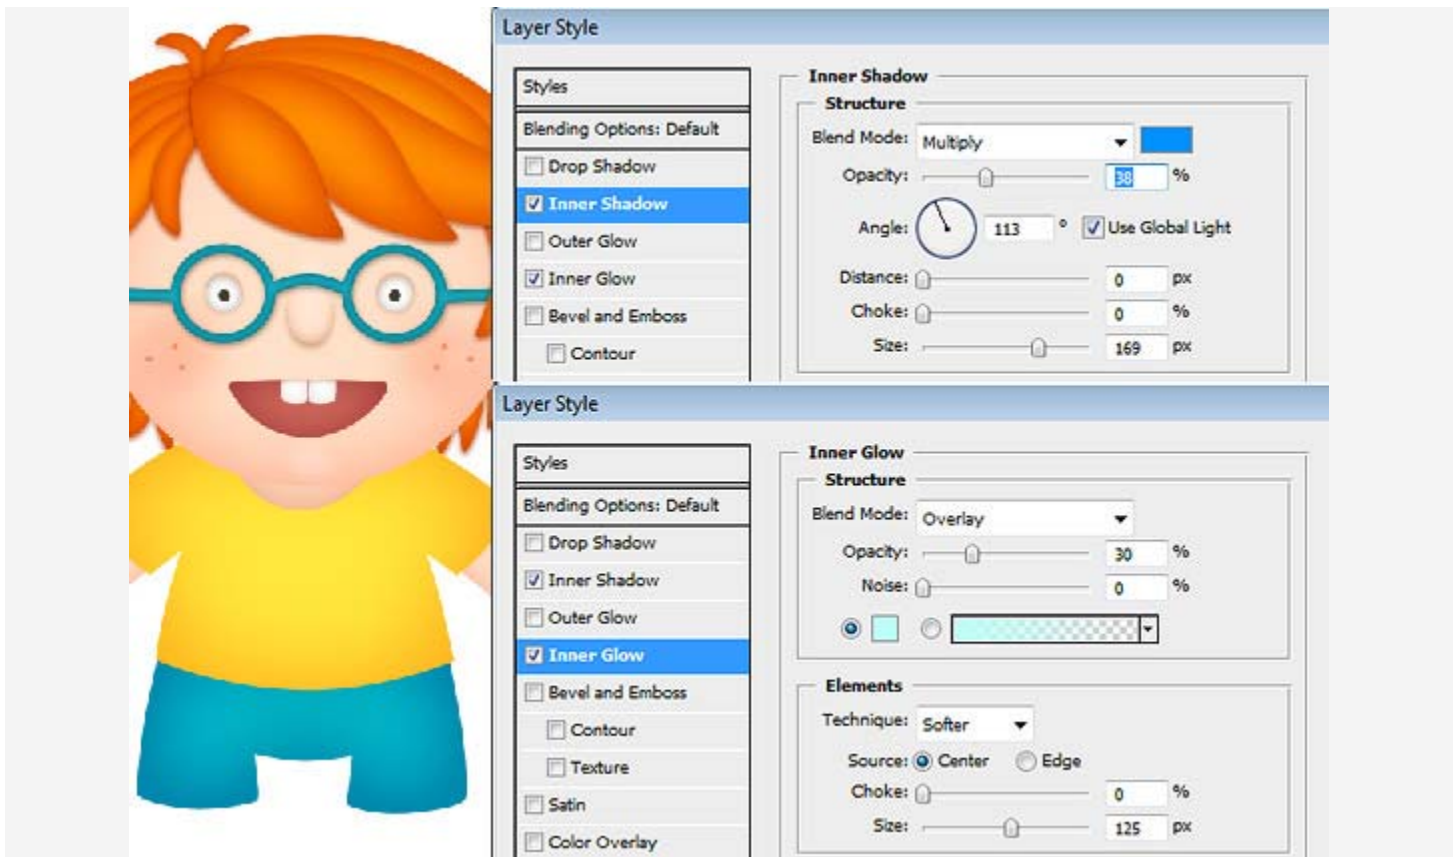 Layer Style
Styles
Blending Options: Default
Drop Shadow
Inner Shadow
Outer Glow
Inner Glow
Bevel and Emboss
Contour
Inner Shadow
Structure
Blend Mode: Multiply
Opacity: 38 %
Angle: 113 ° Use Global Light
Distance: 0 px
Choke: 0 %
Size: 169 px
Layer Style
Styles
Blending Options: Default
Drop Shadow
Inner Shadow
Outer Glow
Inner Glow
Bevel and Emboss
Contour
Texture
Satin
Color Overlay
Inner Glow
Structure
Blend Mode: Overlay
Opacity: 30 %
Noise: 0 %
Elements
Technique: Softer
Source: Center Edge
Choke: 0 %
Size: 125 px